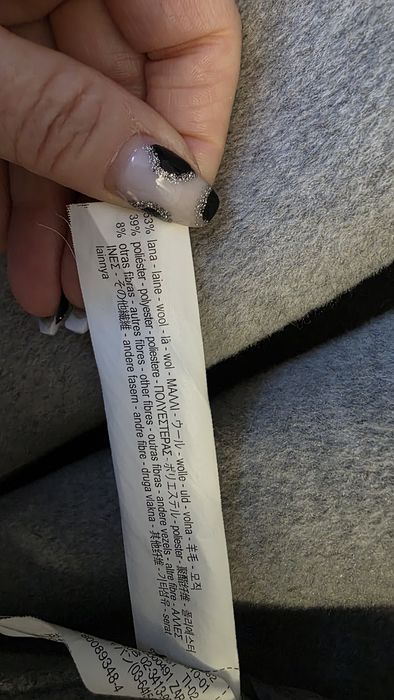 53% lana - laine - wool - lã - wol - ΜΑΛΛΙ - ウール - wolle - uld - volna - 羊毛 - 모직
39% poliéster - polyester - poliestere - ΠΟΛΥΕΣΤΕΡΑΣ - ポリエステル - poliester - 聚酯纤维 - 폴리에스터
8% otras fibras - autres fibres - other fibres - outras fibras - andere vezels - altre fibre - ΑΛΛΕΣ
ΙΝΕΣ - その他繊維 - andere fasern - andre fibre - druga vlakna - 其他纤维 - 기타섬유 - serat
lainnya